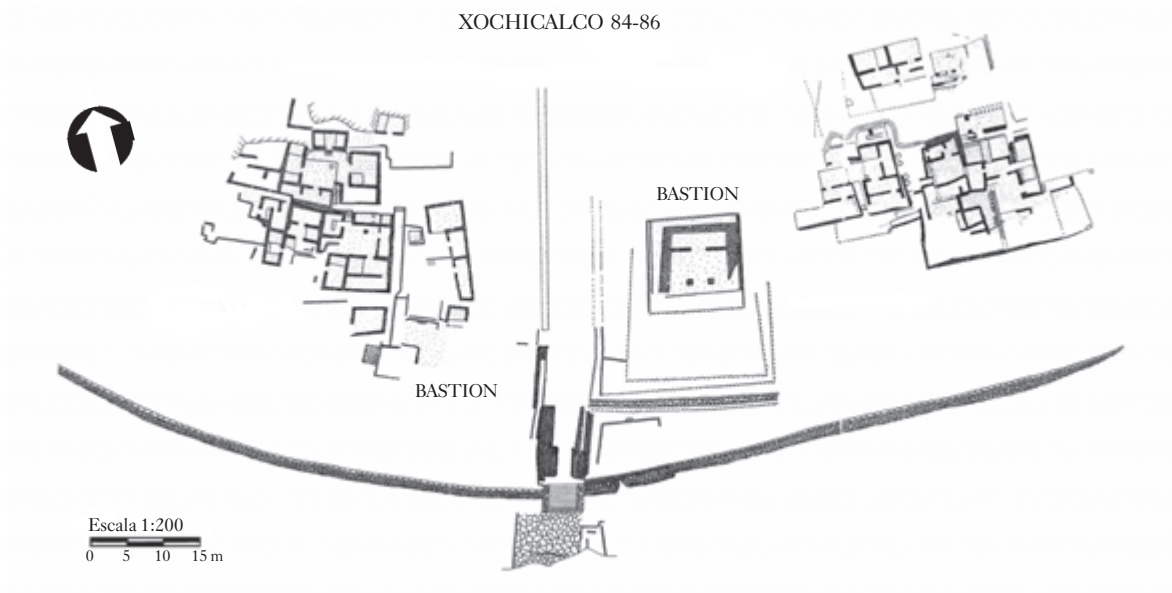 XOCHICALCO 84-86
BASTION
BASTION
Escala 1:200
0 5 10 15 m